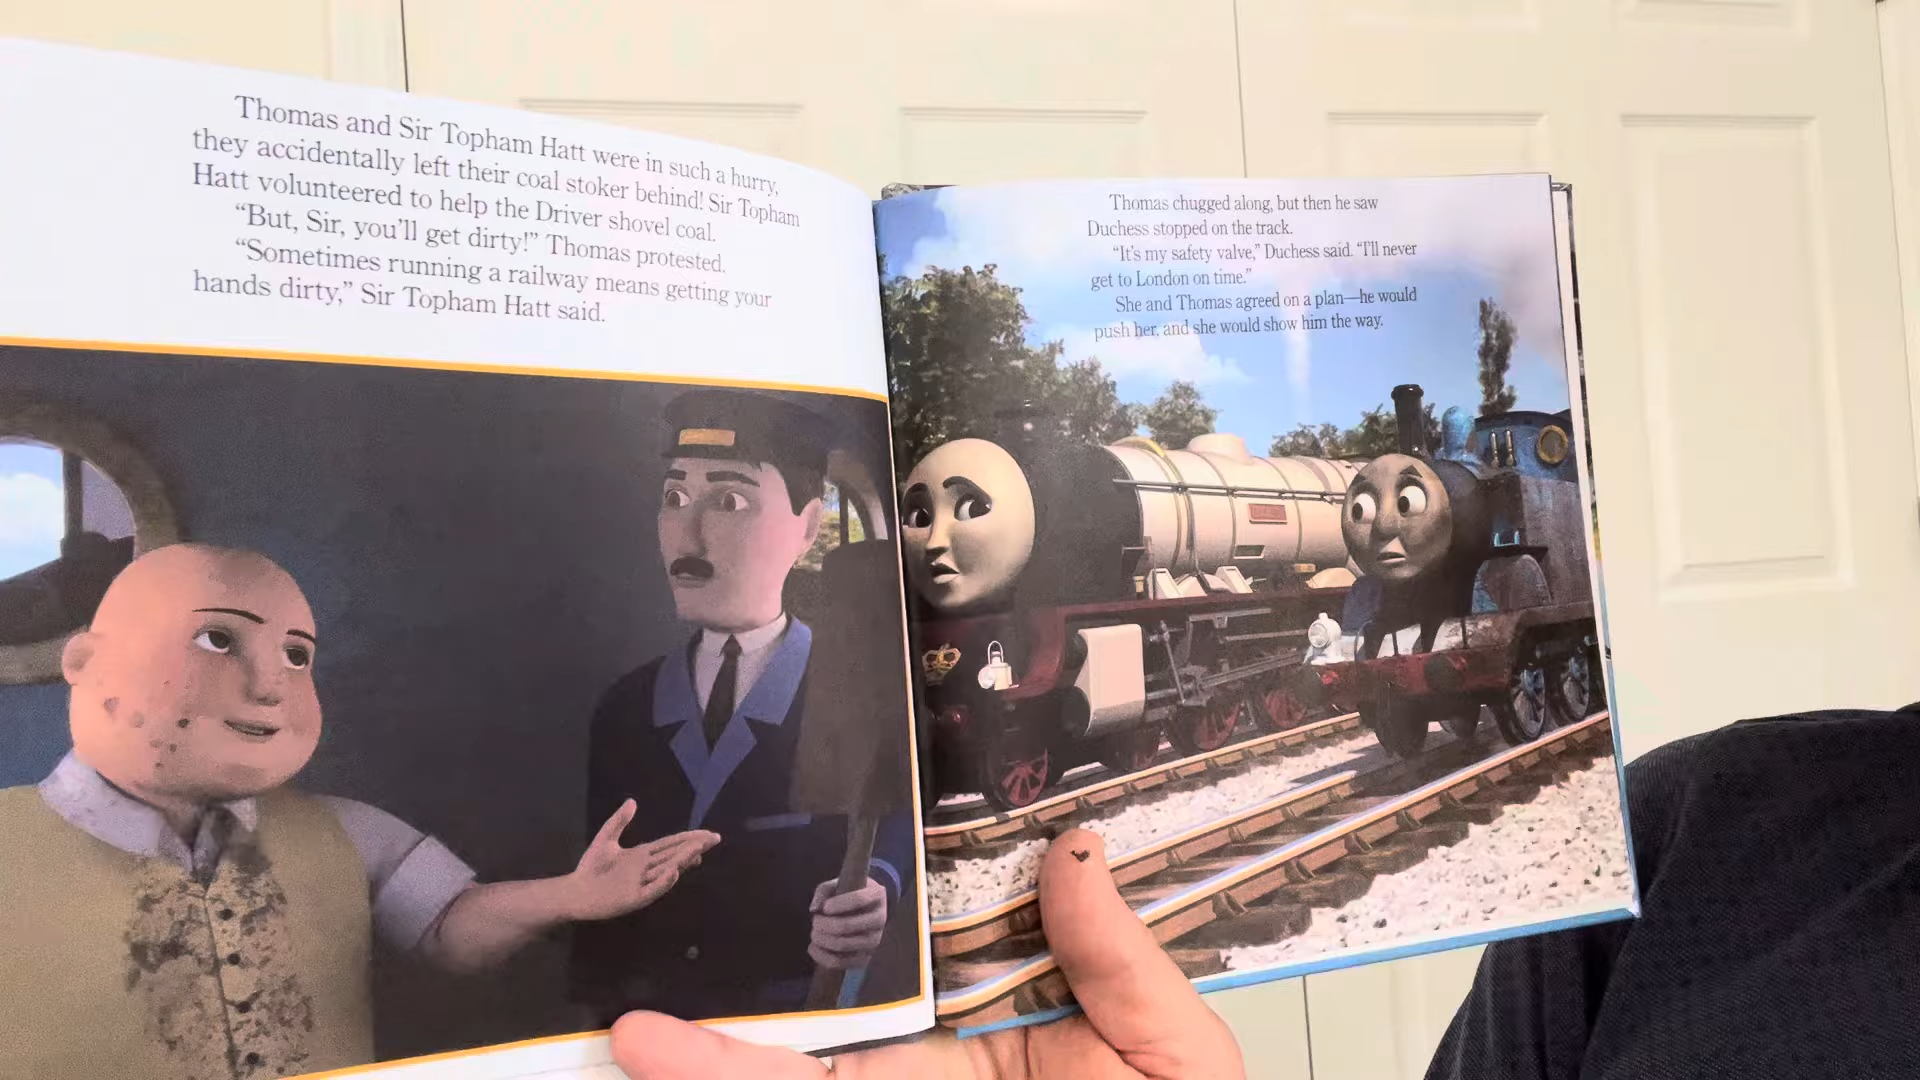 Thomas and Sir Topham Hatt were in such a hurry,
they accidentally left their coal stoker behind! Sir Topham
Hatt volunteered to help the Driver shovel coal.
“But, Sir, you’ll get dirty!” Thomas protested.
“Sometimes running a railway means getting your
hands dirty,” Sir Topham Hatt said.
Thomas chugged along, but then he saw
Duchess stopped on the track.
“It’s my safety valve,” Duchess said. “I’ll never
get to London on time.”
She and Thomas agreed on a plan—he would
push her, and she would show him the way.